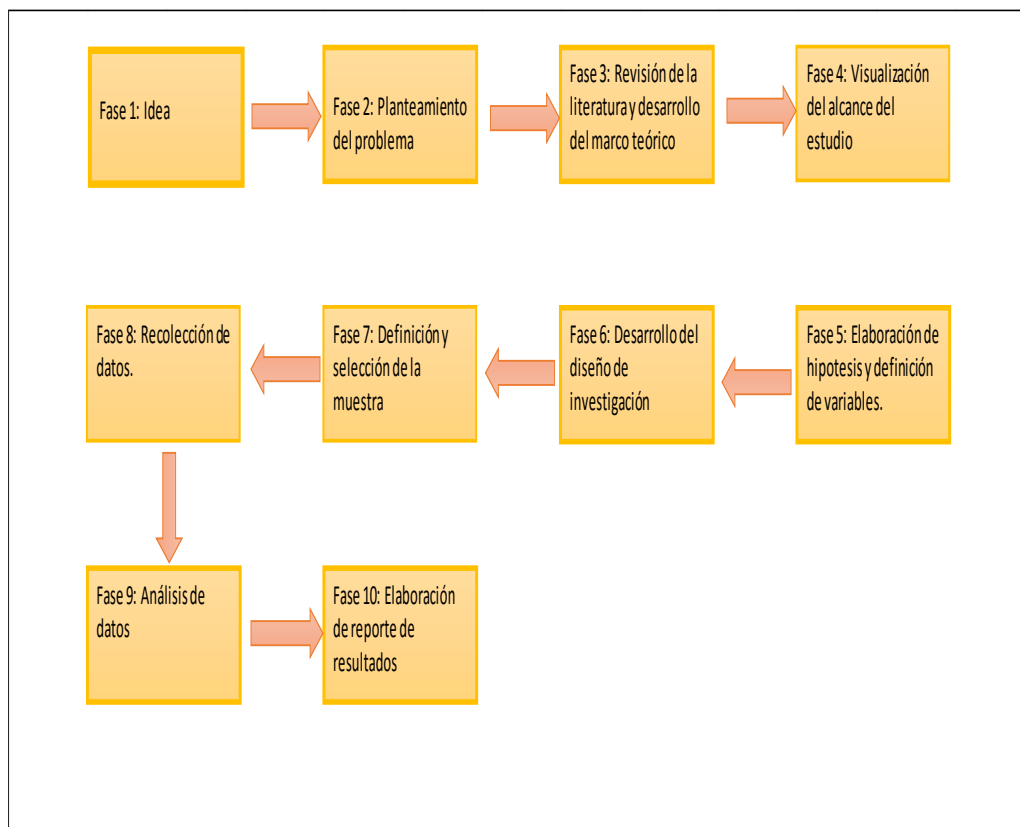 Fase 1: Idea
Fase 2: Planteamiento
del problema
Fase 3: Revisión de la
literatura y desarrollo
del marco teórico
Fase 4: Visualización
del alcance del
estudio
Fase 5: Elaboración de
hipotesis y definición
de variables.
Fase 6: Desarrollo del
diseño de
investigación
Fase 7: Definición y
selección de la
muestra
Fase 8: Recolección de
datos.
Fase 9: Análisis de
datos
Fase 10: Elaboración
de reporte de
resultados